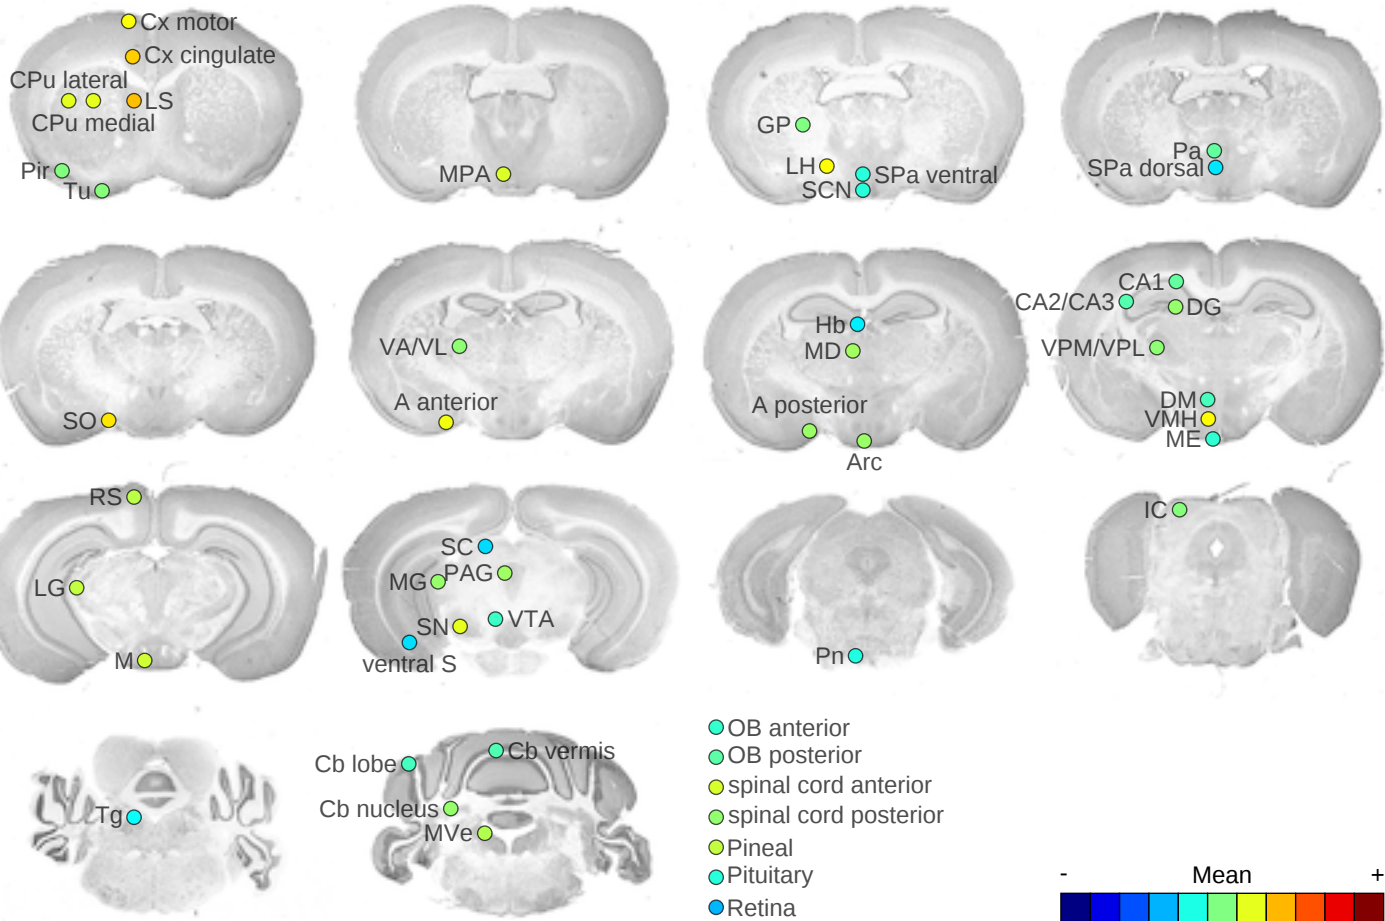 Cx motor
Cx cingulate
CPu lateral
LS
CPu medial
Pir
Tu
MPA
GP
LH
SPa ventral
SCN
Pa
SPa dorsal
SO
VA/VL
A anterior
Hb
MD
A posterior
Arc
CA1
CA2/CA3
DG
VPM/VPL
DM
VMH
ME
RS
LG
M
SC
PAG
MG
VTA
SN
ventral S
Pn
IC
Tg
Cb lobe
Cb vermis
Cb nucleus
MVe
OB anterior
OB posterior
spinal cord anterior
spinal cord posterior
Pineal
Pituitary
Retina
- Mean +